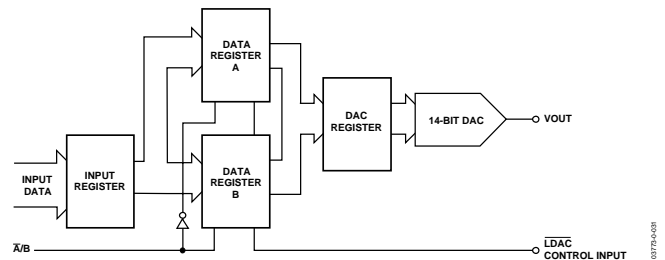 DATA
REGISTER
A
DAC
REGISTER
14-BIT DAC
VOUT
INPUT
DATA
INPUT
REGISTER
DATA
REGISTER
B
A̅/B
L̅D̅A̅C̅
CONTROL INPUT
03773-0-031